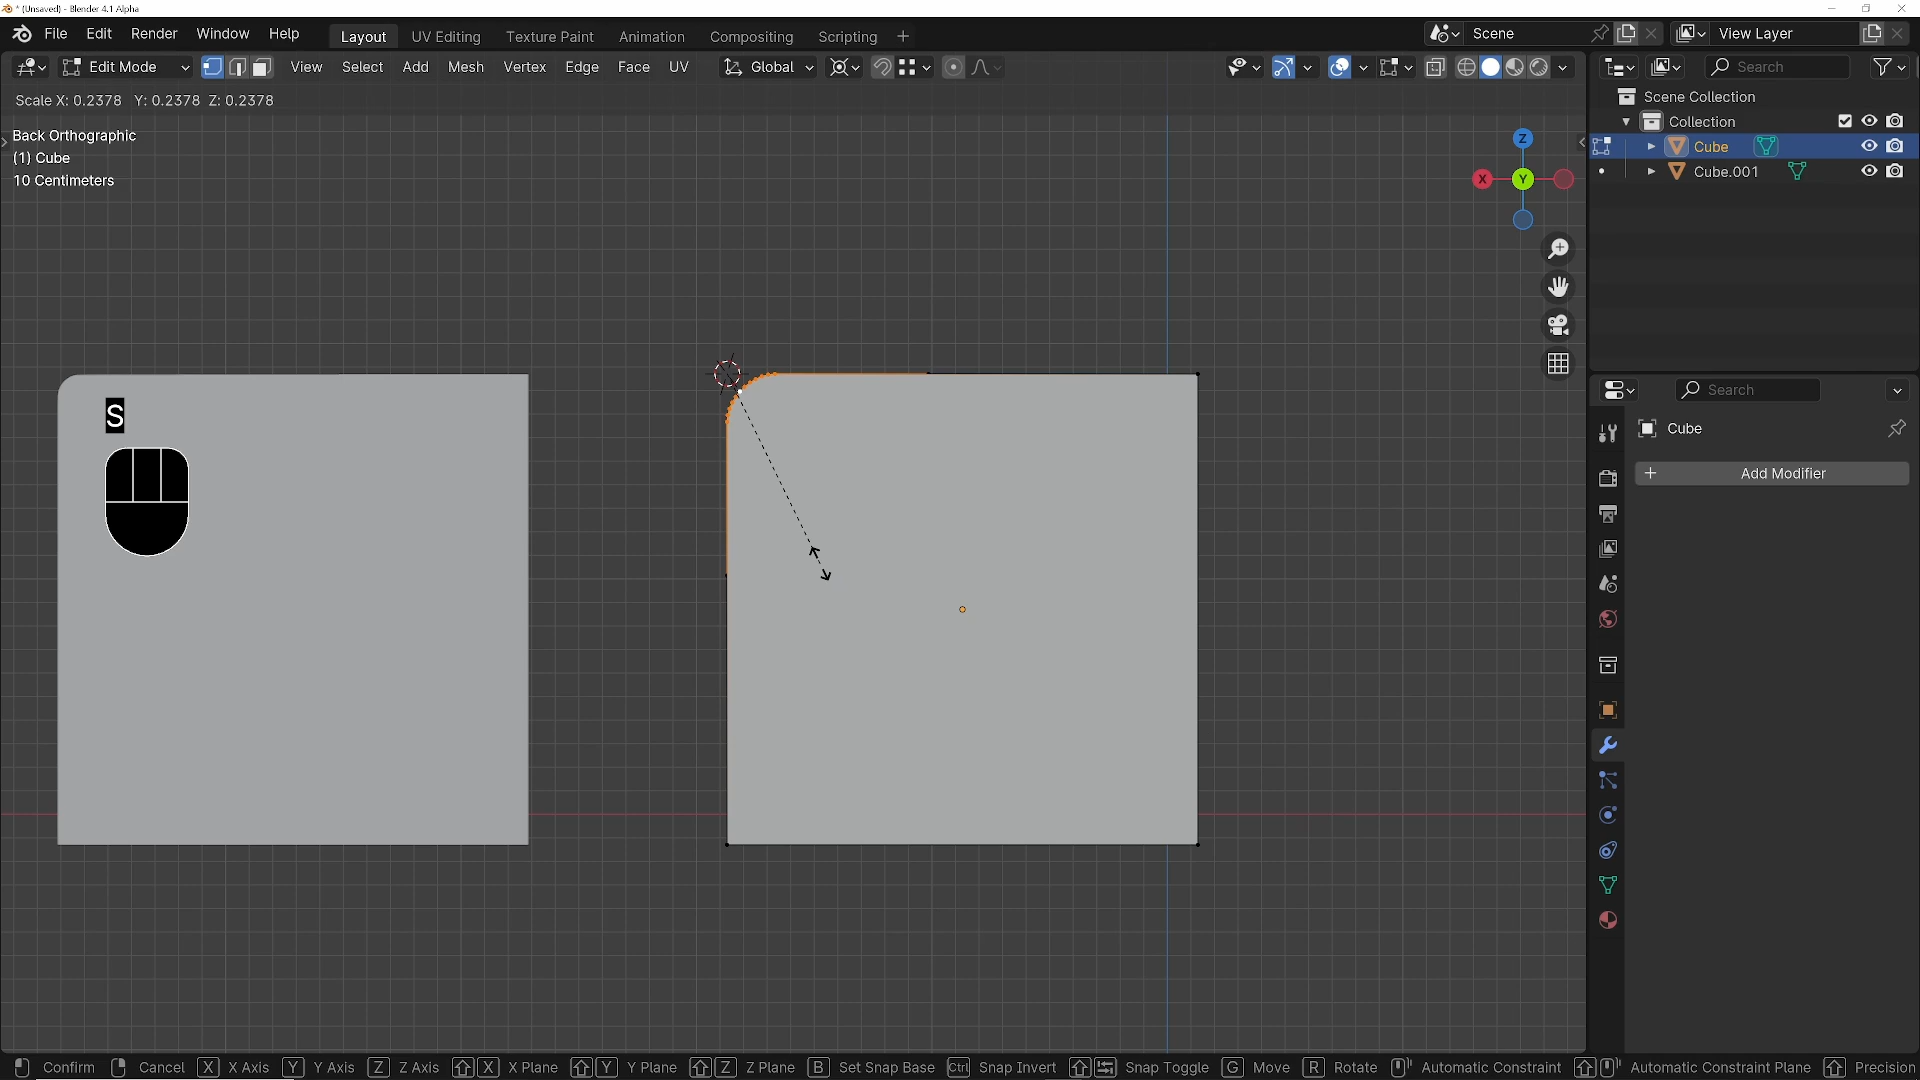 * (Unsaved) - Blender 4.1 Alpha
File Edit Render Window Help Layout UV Editing Texture Paint Animation Compositing Scripting + Scene View Layer
Edit Mode View Select Add Mesh Vertex Edge Face UV Global Search
Scale X: 0.2378 Y: 0.2378 Z: 0.2378
Scene Collection
Collection
Cube
Cube.001
Back Orthographic
(1) Cube
10 Centimeters
Z
X
Y
S
Search
Cube
+ Add Modifier
Confirm Cancel X X Axis Y Y Axis Z Z Axis X X Plane Y Y Plane Z Z Plane B Set Snap Base Ctrl Snap Invert Snap Toggle G Move R Rotate Automatic Constraint Automatic Constraint Plane Precision